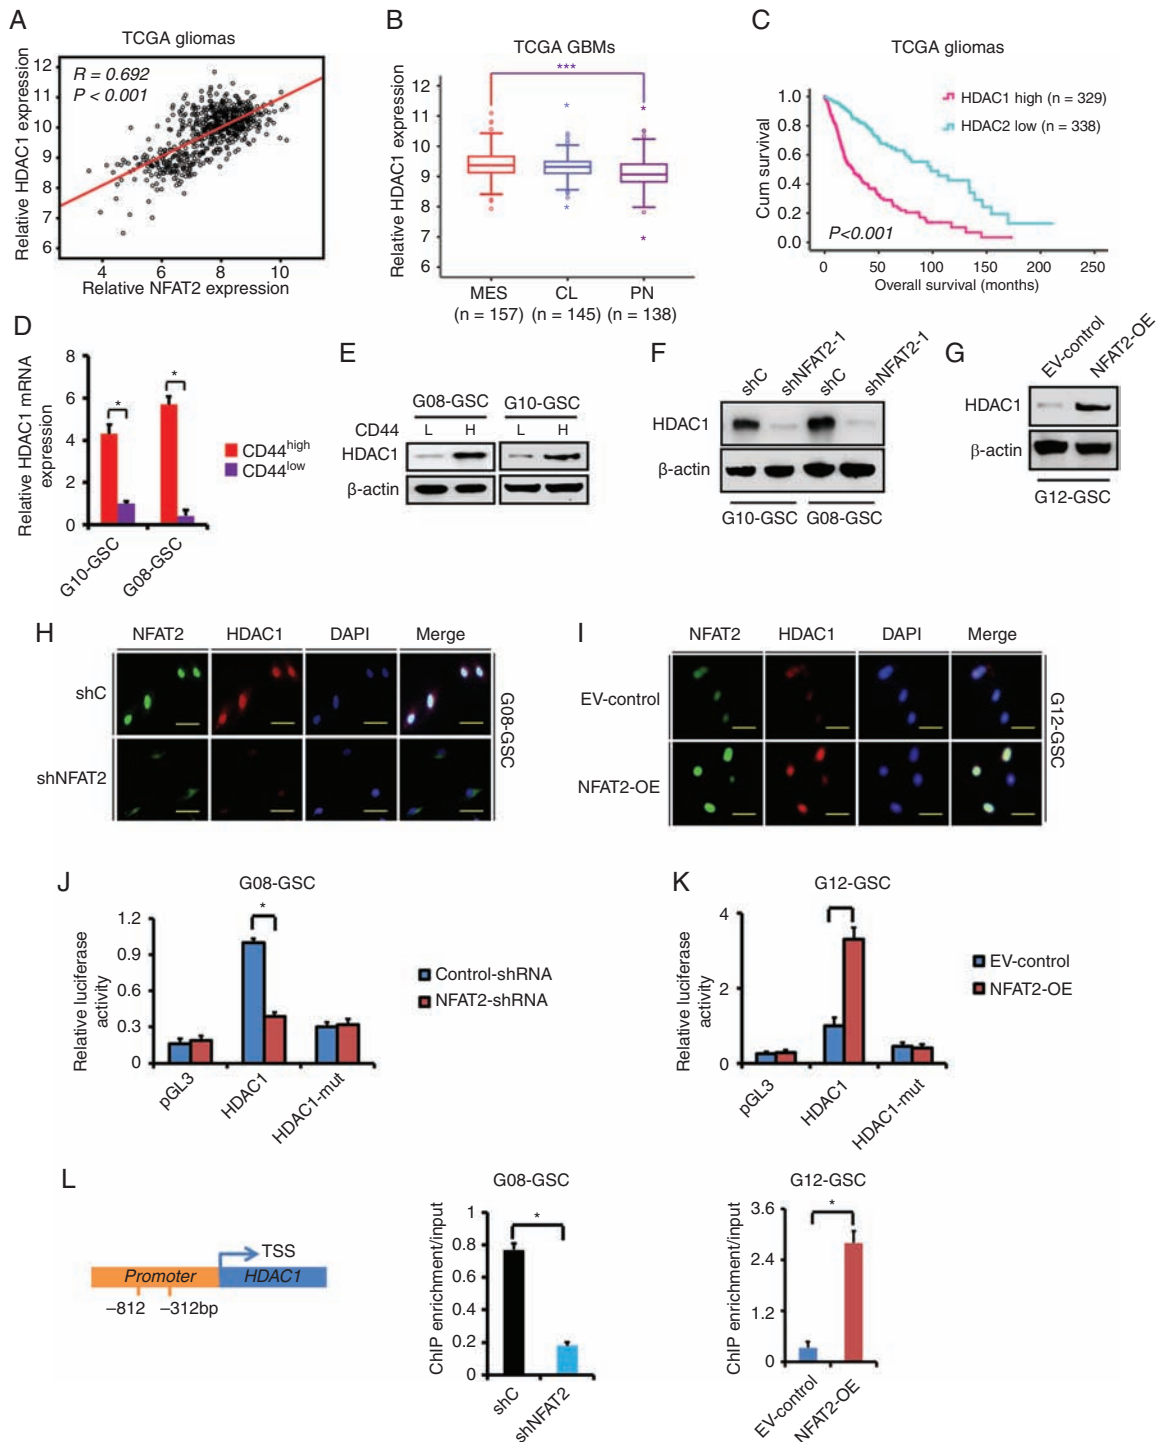 A
TCGA gliomas
R = 0.692
P < 0.001
Relative HDAC1 expression
12
11
10
9
8
7
6
4
6
8
10
Relative NFAT2 expression
B
TCGA GBMs
***
Relative HDAC1 expression
12
11
10
9
8
7
6
*
*
*
*
MES
CL
PN
(n = 157)
(n = 145)
(n = 138)
C
TCGA gliomas
HDAC1 high (n = 329)
HDAC2 low (n = 338)
Cum survival
1.0
0.8
0.6
0.4
0.2
0.0
P<0.001
0
50
100
150
200
250
Overall survival (months)
D
Relative HDAC1 mRNA
expression
8
6
4
2
0
*
*
CD44high
CD44low
G10-GSC
G08-GSC
E
G08-GSC
G10-GSC
CD44
L
H
L
H
HDAC1
β-actin
F
shC
shNFAT2-1
shC
shNFAT2-1
HDAC1
β-actin
G10-GSC
G08-GSC
G
EV-control
NFAT2-OE
HDAC1
β-actin
G12-GSC
H
NFAT2
HDAC1
DAPI
Merge
shC
shNFAT2
G08-GSC
I
NFAT2
HDAC1
DAPI
Merge
EV-control
NFAT2-OE
G12-GSC
J
G08-GSC
Relative luciferase
activity
1.2
0.9
0.6
0.3
0
*
Control-shRNA
NFAT2-shRNA
pGL3
HDAC1
HDAC1-mut
K
G12-GSC
Relative luciferase
activity
4
2
0
EV-control
NFAT2-OE
pGL3
HDAC1
HDAC1-mut
L
TSS
Promoter
HDAC1
−812
−312bp
G08-GSC
ChIP enrichment/input
1
0.8
0.6
0.4
0.2
0
*
shC
shNFAT2
G12-GSC
ChIP enrichment/input
3.6
2.4
1.2
0
*
EV-control
NFAT2-OE